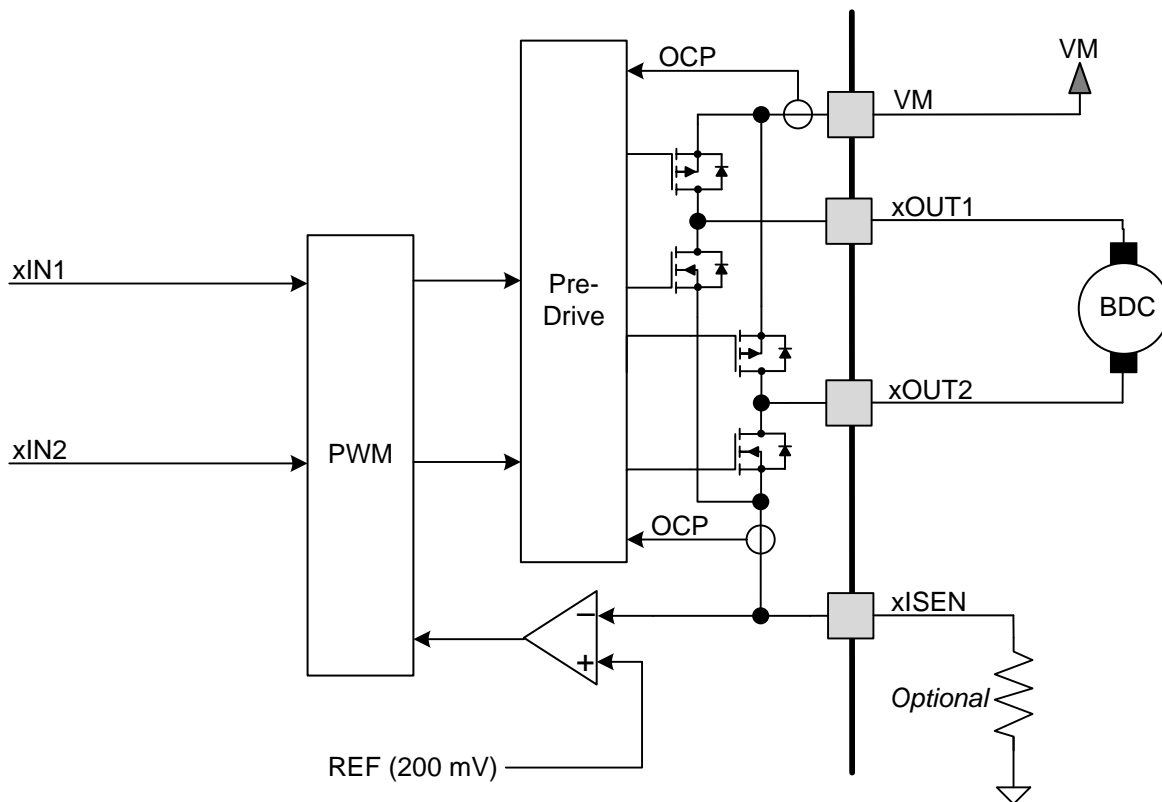 OCP
VM
VM
xOUT1
xIN1
Pre-
Drive
BDC
xOUT2
xIN2
PWM
OCP
xISEN
−
+
Optional
REF (200 mV)